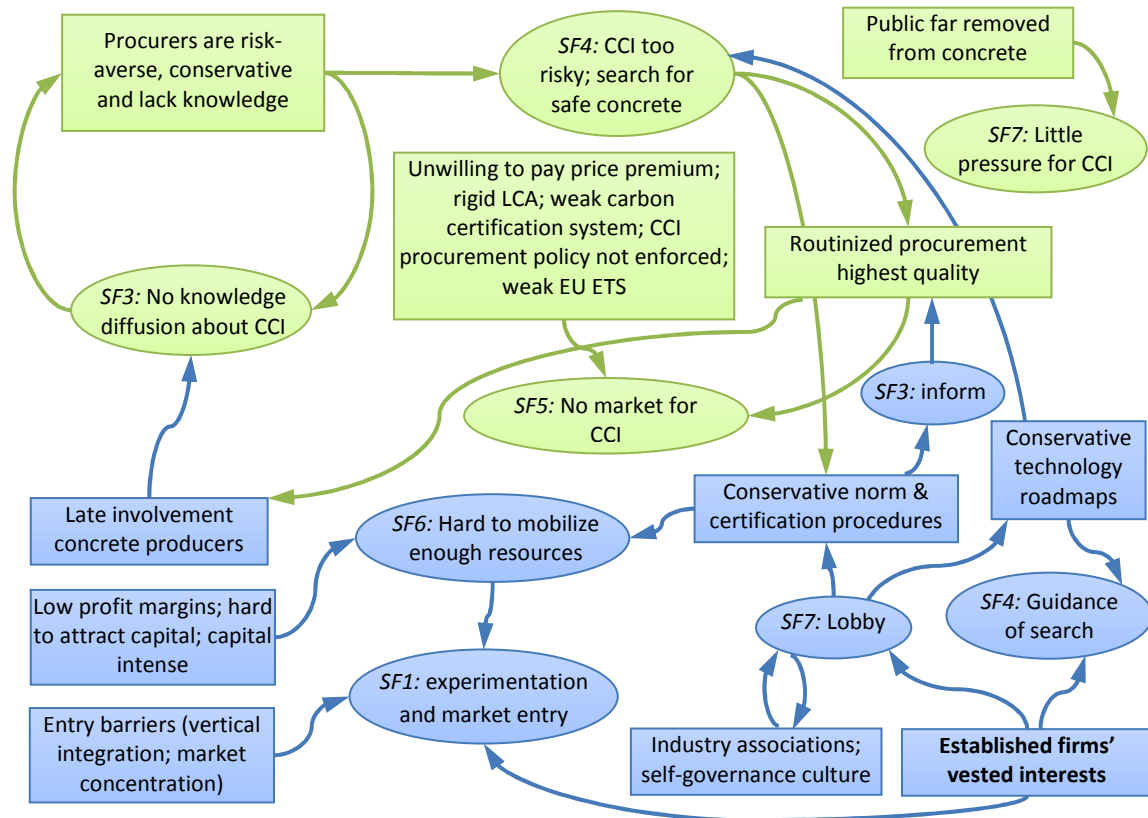 Procurers are risk-
averse, conservative
and lack knowledge
SF4: CCI too
risky; search for
safe concrete
Public far removed
from concrete
SF7: Little
pressure for CCI
Unwilling to pay price premium;
rigid LCA; weak carbon
certification system; CCI
procurement policy not enforced;
weak EU ETS
Routinized procurement
highest quality
SF3: No knowledge
diffusion about CCI
SF5: No market for
CCI
SF3: inform
Conservative
technology
roadmaps
Late involvement
concrete producers
SF6: Hard to mobilize
enough resources
Conservative norm &
certification procedures
Low profit margins; hard
to attract capital; capital
intense
SF7: Lobby
SF4: Guidance
of search
SF1: experimentation
and market entry
Entry barriers (vertical
integration; market
concentration)
Industry associations;
self-governance culture
Established firms’
vested interests